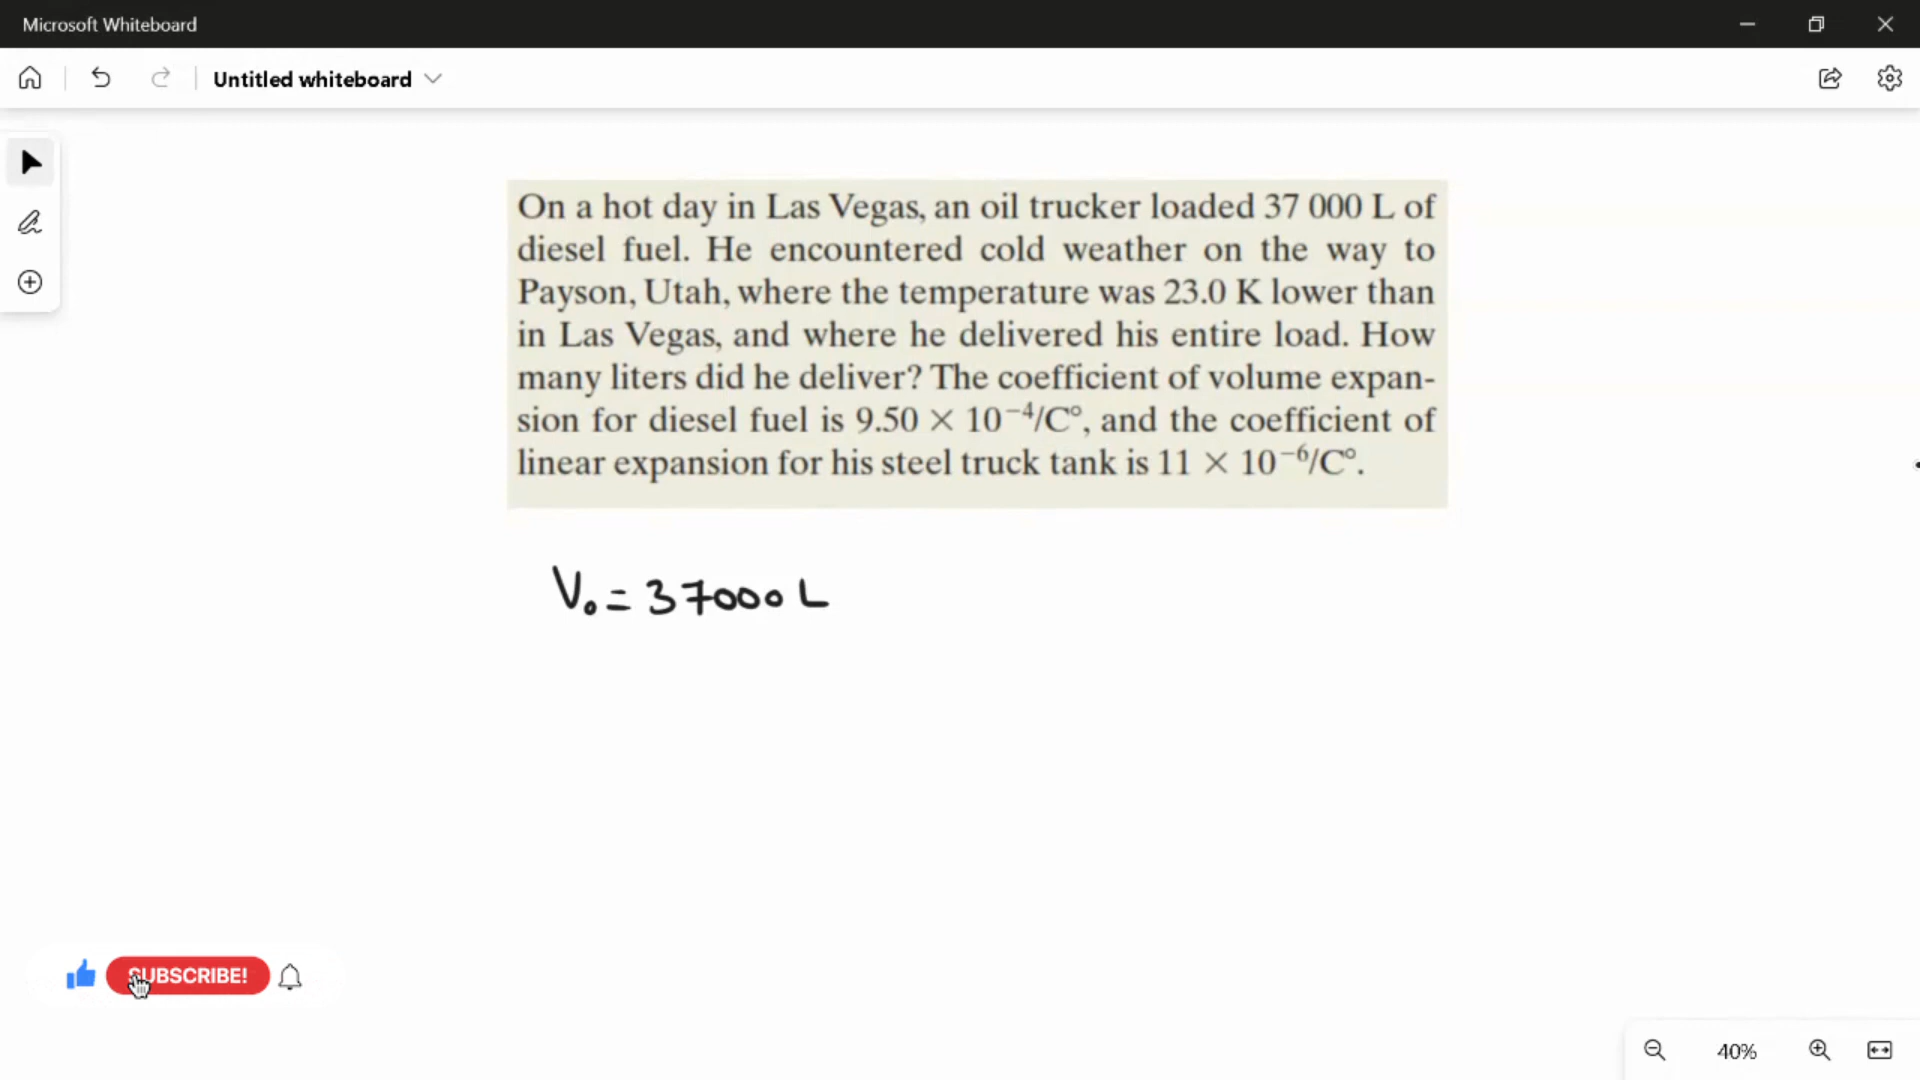 Microsoft Whiteboard
Untitled whiteboard
On a hot day in Las Vegas, an oil trucker loaded 37 000 L of
diesel fuel. He encountered cold weather on the way to
Payson, Utah, where the temperature was 23.0 K lower than
in Las Vegas, and where he delivered his entire load. How
many liters did he deliver? The coefficient of volume expan-
sion for diesel fuel is 9.50 × 10⁻⁴/C°, and the coefficient of
linear expansion for his steel truck tank is 11 × 10⁻⁶/C°.
V₀ = 37000 L
SUBSCRIBE!
40%